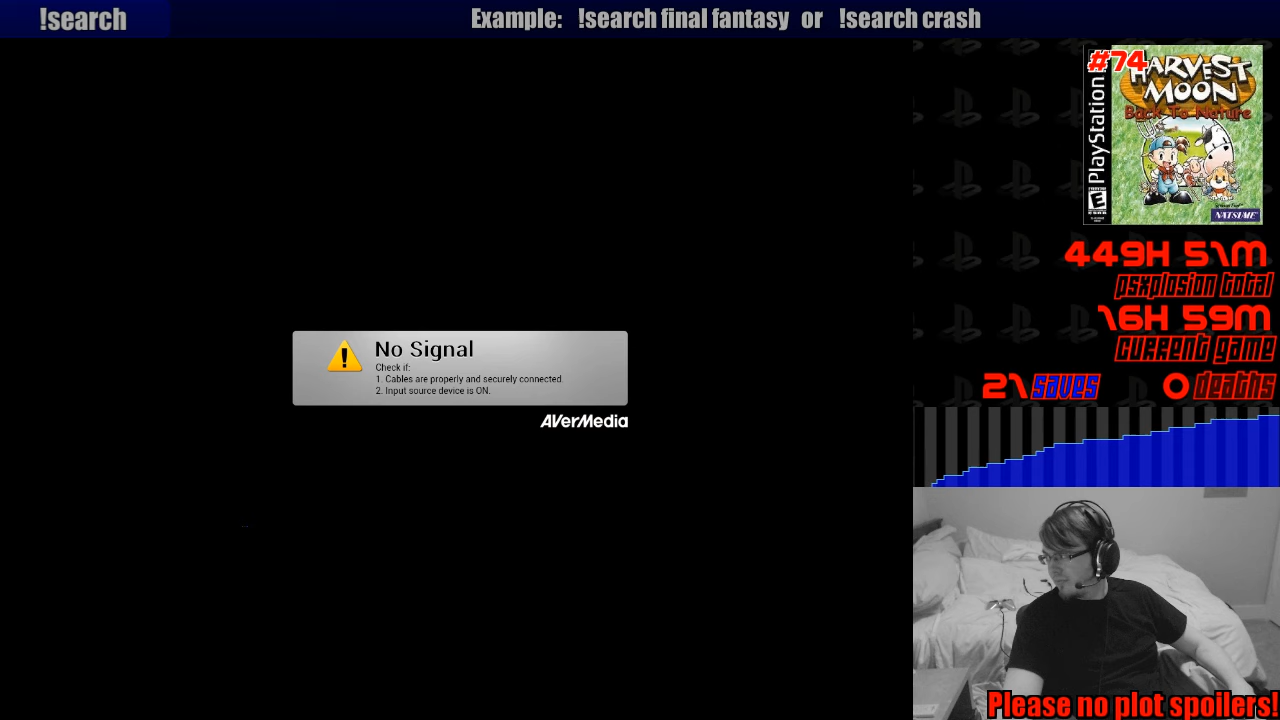 !search
Example: !search final fantasy or !search crash
#74
HARVEST
MOON
Back To Nature
PlayStation
E
NATSUME
449H 51M
psxplosion total
16H 59M
current game
21 saves 0 deaths
No Signal
Check if:
1. Cables are properly and securely connected.
2. Input source device is ON.
AVerMedia
Please no plot spoilers!